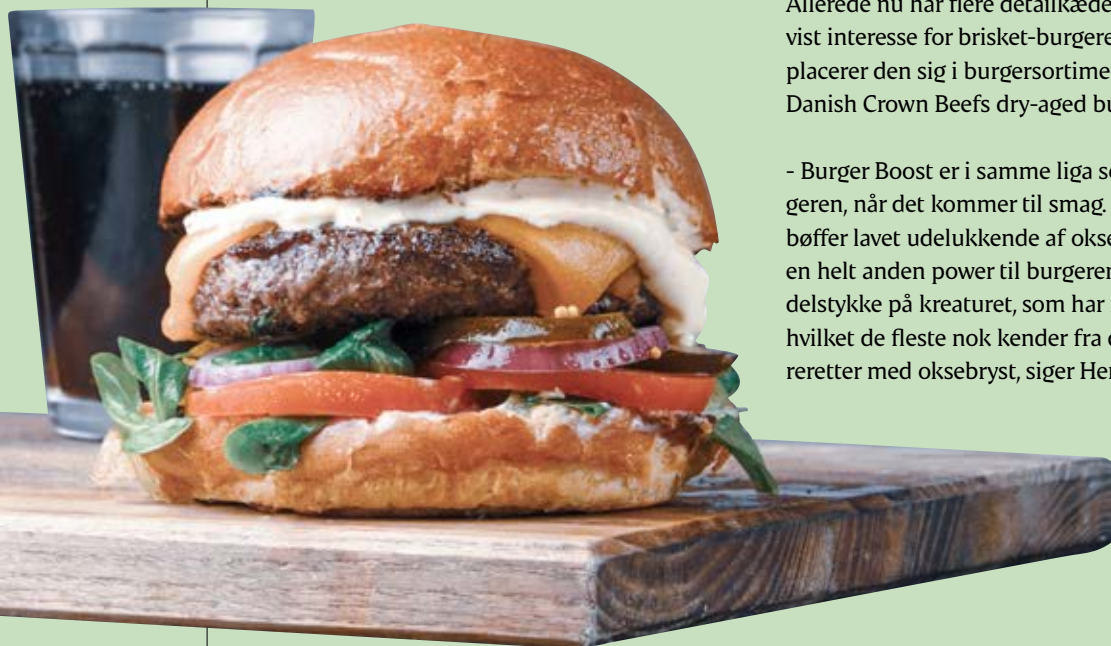 Allerede nu har flere detailkæde
vist interesse for brisket-burgere
placerer den sig i burgersortime
Danish Crown Beefs dry-aged bu
- Burger Boost er i samme liga so
geren, når det kommer til smag.
bøffer lavet udelukkende af okse
en helt anden power til burgeren
delstykke på kreaturet, som har
hvilket de fleste nok kender fra
reretter med oksebryst, siger Her